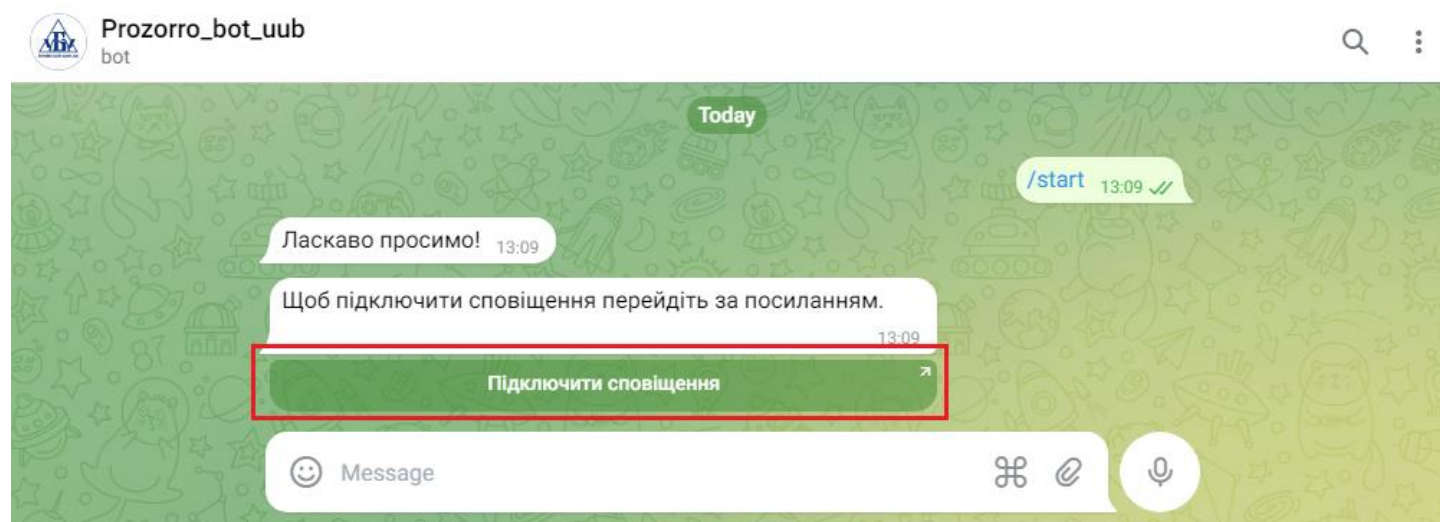 Prozorro_bot_uub
bot
Today
/start 13:09
Ласкаво просимо! 13:09
Щоб підключити сповіщення перейдіть за посиланням.
13:09
Підключити сповіщення
Message